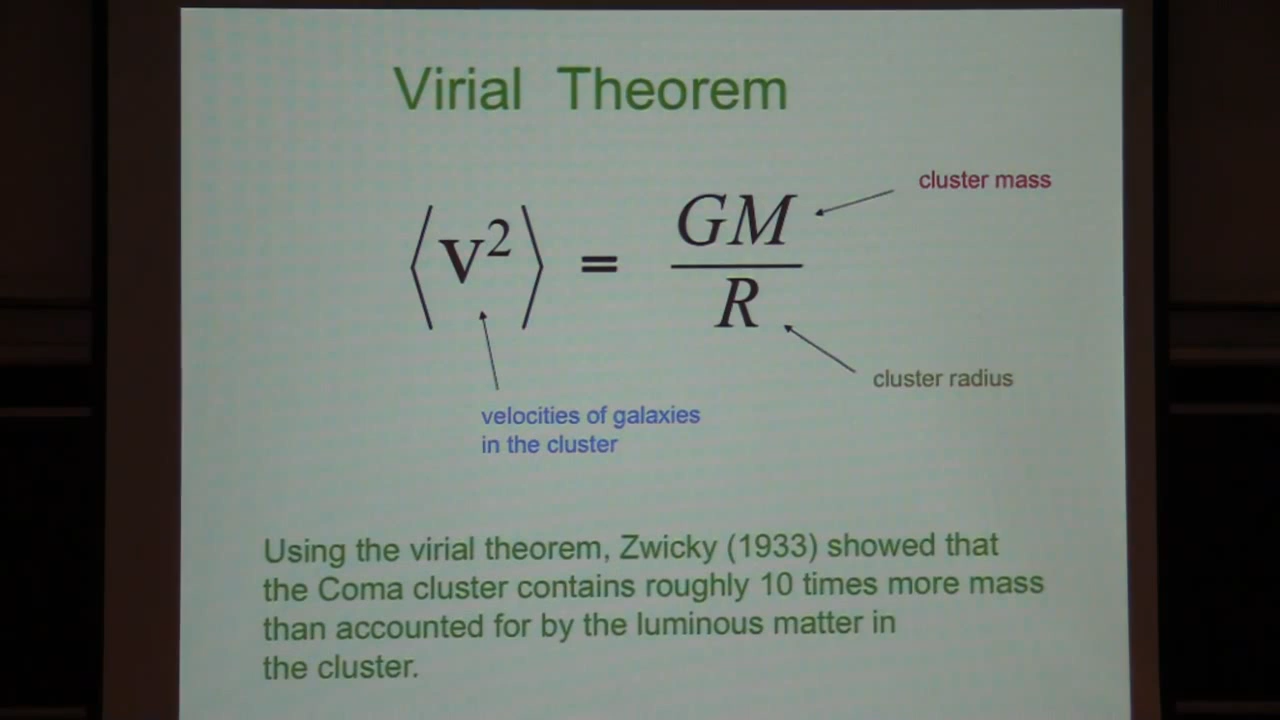 Virial Theorem
cluster mass
⟨v²⟩ = GM/R
cluster radius
velocities of galaxies
in the cluster
Using the virial theorem, Zwicky (1933) showed that
the Coma cluster contains roughly 10 times more mass
than accounted for by the luminous matter in
the cluster.